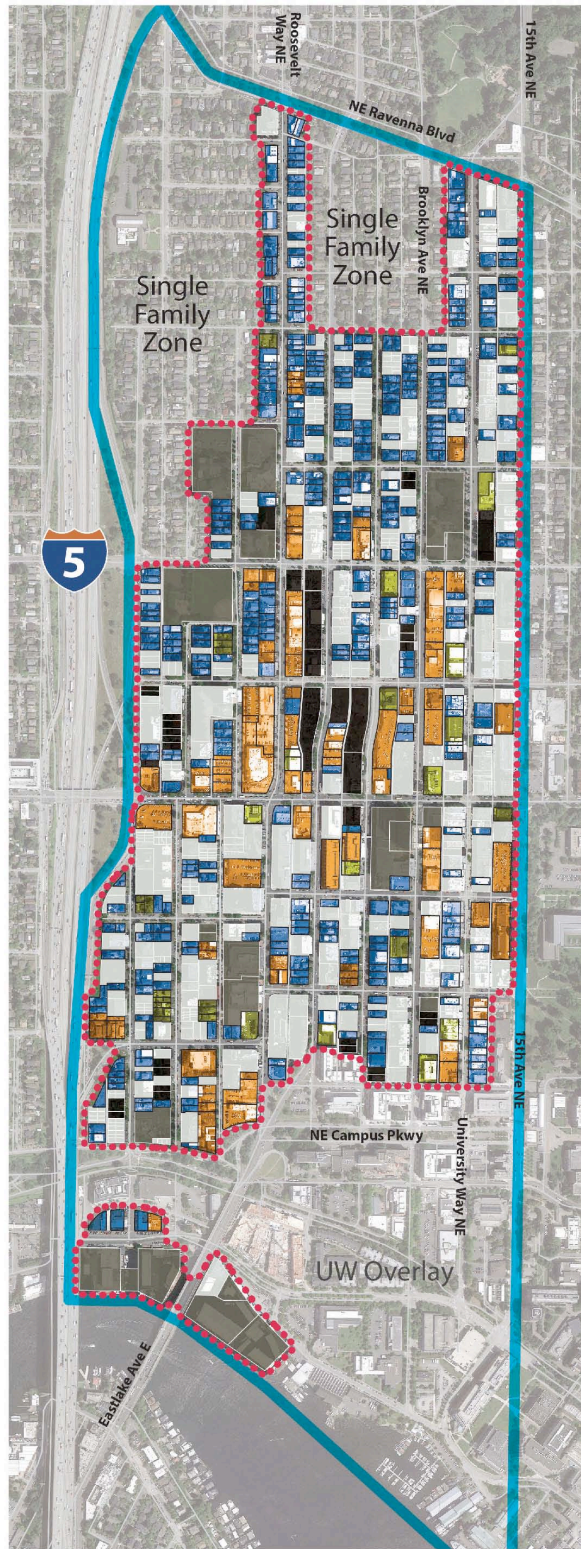 Roosevelt
Way NE
15th Ave NE
NE Ravenna Blvd
Brooklyn Ave NE
Single
Family
Zone
Single
Family
Zone
5
15th Ave NE
University Way NE
NE Campus Pkwy
UW Overlay
Eastlake Ave E